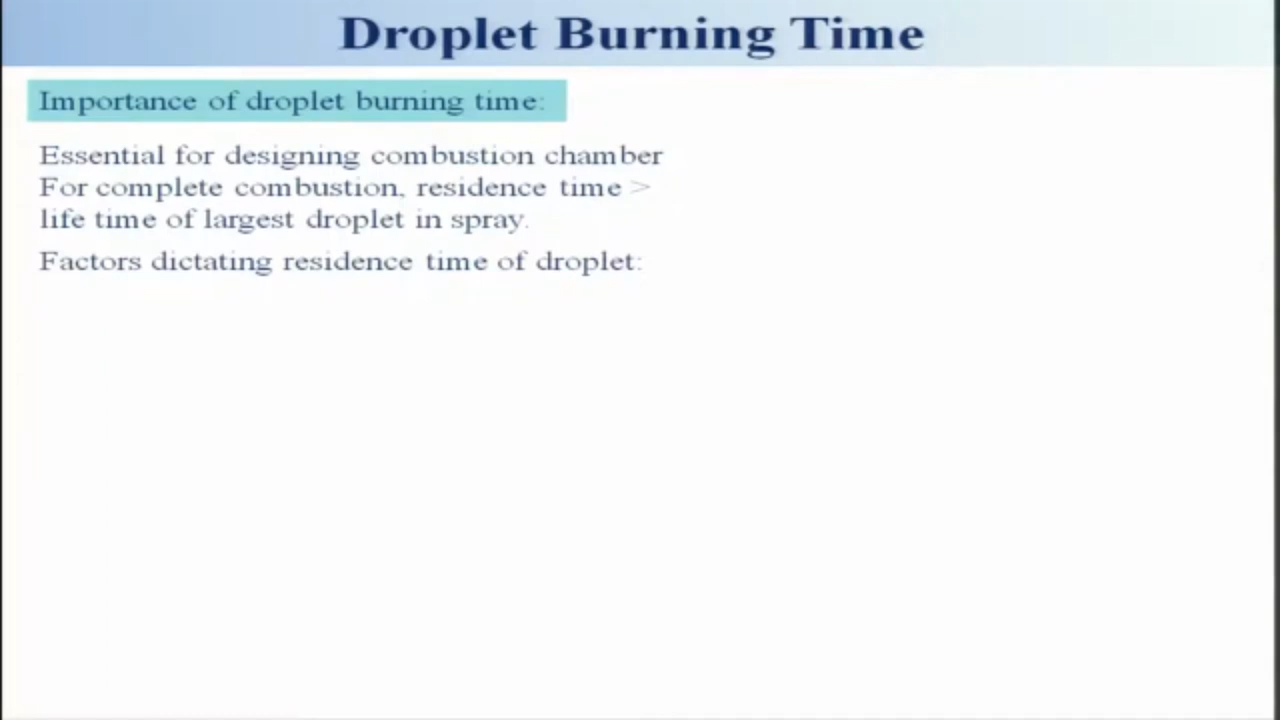 Droplet Burning Time
Importance of droplet burning time:
Essential for designing combustion chamber
For complete combustion, residence time >
life time of largest droplet in spray.
Factors dictating residence time of droplet: